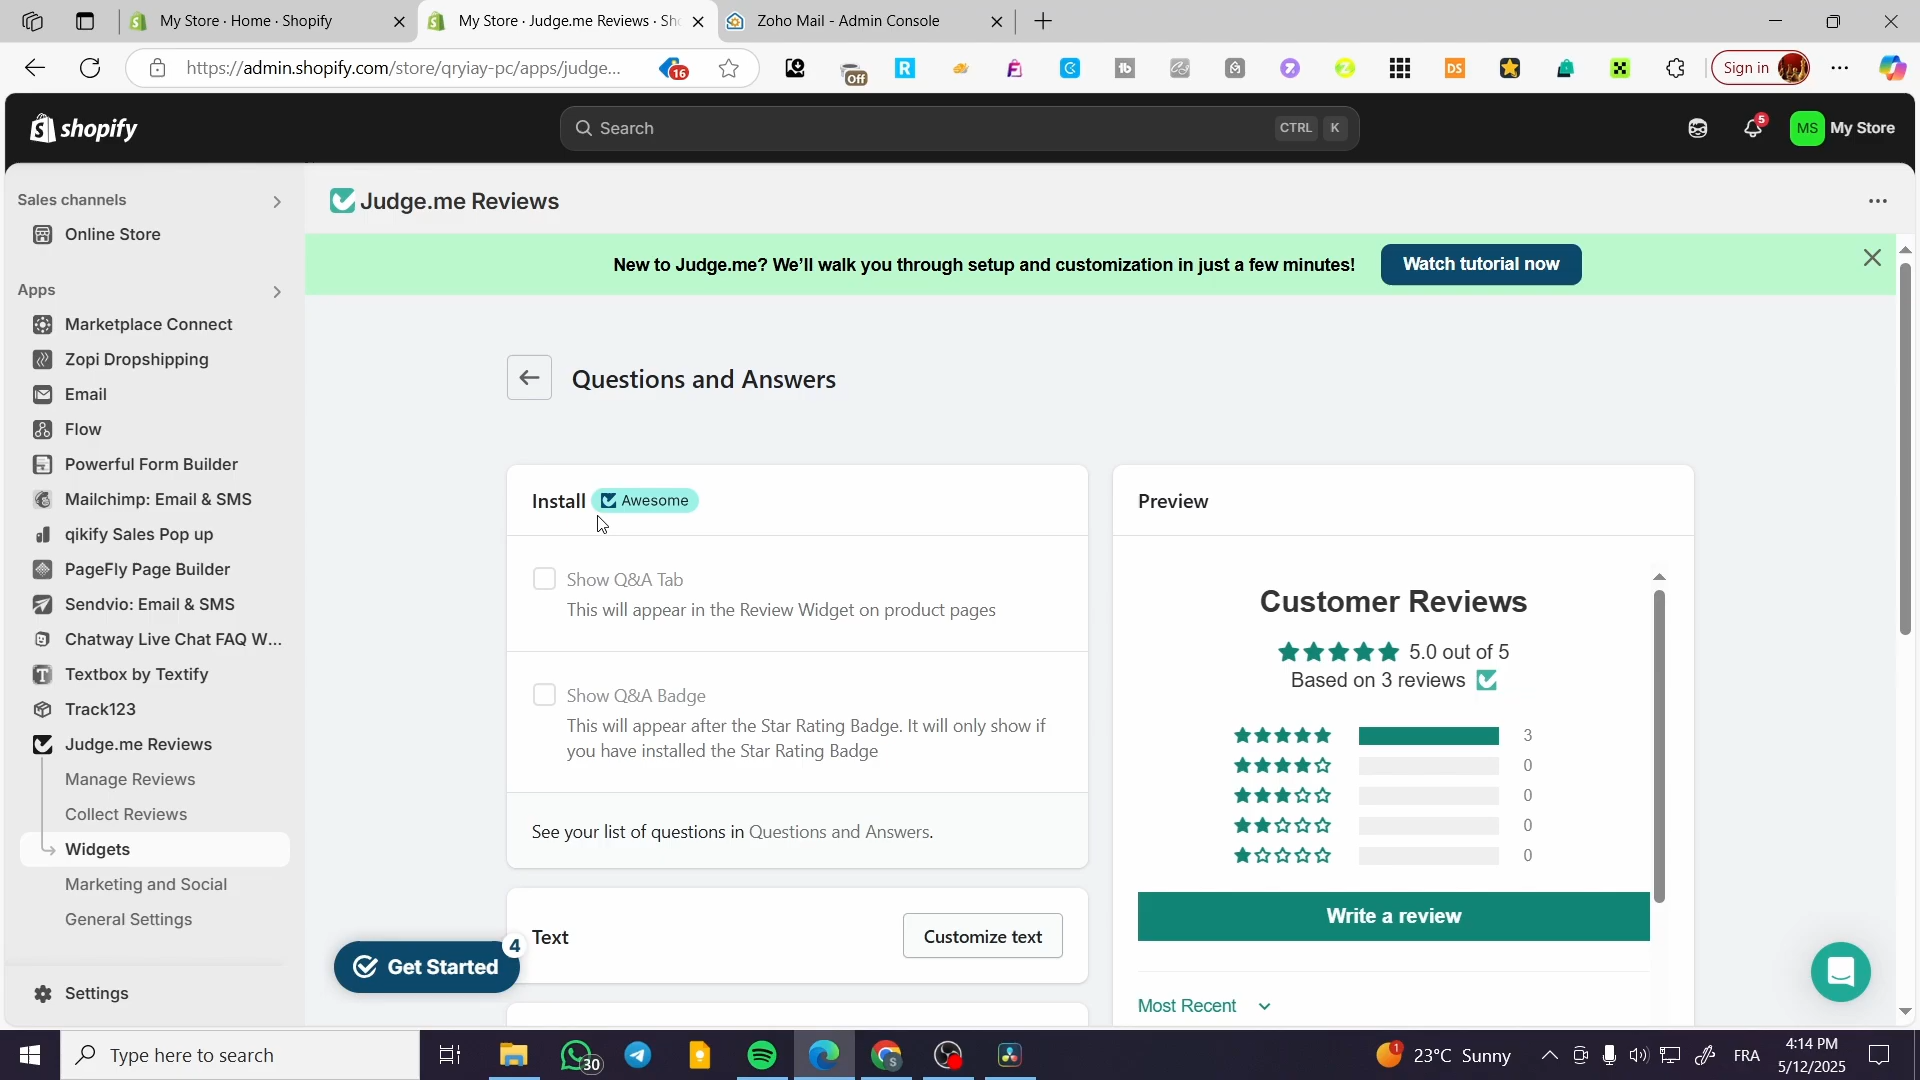 My Store · Home · Shopify
My Store · Judge.me Reviews · Sh
Zoho Mail - Admin Console
https://admin.shopify.com/store/qryiay-pc/apps/judge...
16
Off
R
tb
DS
Sign in
shopify
Search
CTRL K
5
MS My Store
Sales channels
Online Store
Apps
Marketplace Connect
Zopi Dropshipping
Email
Flow
Powerful Form Builder
Mailchimp: Email & SMS
qikify Sales Pop up
PageFly Page Builder
Sendvio: Email & SMS
Chatway Live Chat FAQ W...
Textbox by Textify
Track123
Judge.me Reviews
Manage Reviews
Collect Reviews
Widgets
Marketing and Social
General Settings
Settings
Judge.me Reviews
New to Judge.me? We'll walk you through setup and customization in just a few minutes!
Watch tutorial now
Questions and Answers
Install Awesome
Show Q&A Tab
This will appear in the Review Widget on product pages
Show Q&A Badge
This will appear after the Star Rating Badge. It will only show if
you have installed the Star Rating Badge
See your list of questions in Questions and Answers.
Text
Customize text
Get Started
4
Preview
Customer Reviews
5.0 out of 5
Based on 3 reviews
3
0
0
0
0
Write a review
Most Recent
Type here to search
30
1
23°C Sunny
FRA
4:14 PM
5/12/2025